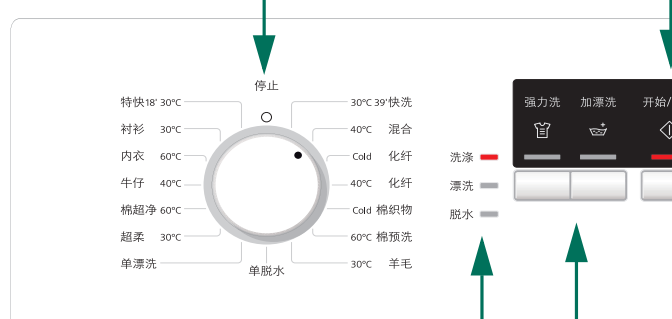 停止
特快18' 30℃
衬衫 30℃
内衣 60℃
牛仔 40℃
棉超净 60℃
超柔 30℃
单漂洗
单脱水
30℃ 39'快洗
40℃ 混合
Cold 化纤
40℃ 化纤
Cold 棉织物
60℃ 棉预洗
30℃ 羊毛
洗涤
漂洗
脱水
强力洗 加漂洗 开始/